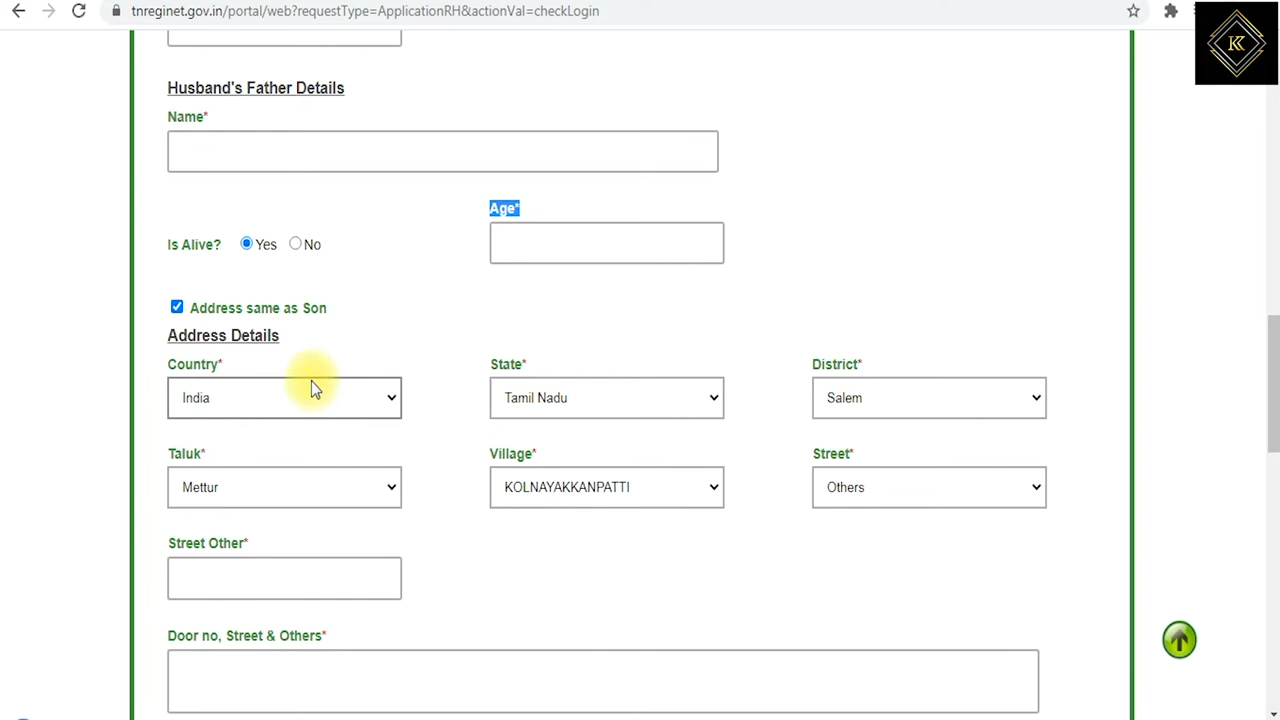 tnreginet.gov.in/portal/web?requestType=ApplicationRH&actionVal=checkLogin
KK
Husband's Father Details
Name*
Age*
Is Alive? Yes No
Address same as Son
Address Details
Country* State* District*
India Tamil Nadu Salem
Taluk* Village* Street*
Mettur KOLNAYAKKANPATTI Others
Street Other*
Door no, Street & Others*